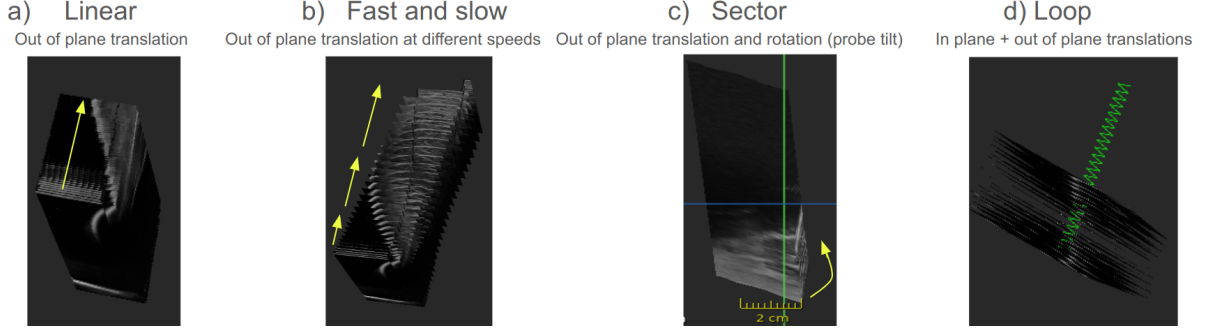 a) Linear
Out of plane translation
b) Fast and slow
Out of plane translation at different speeds
c) Sector
Out of plane translation and rotation (probe tilt)
2 cm
d) Loop
In plane + out of plane translations